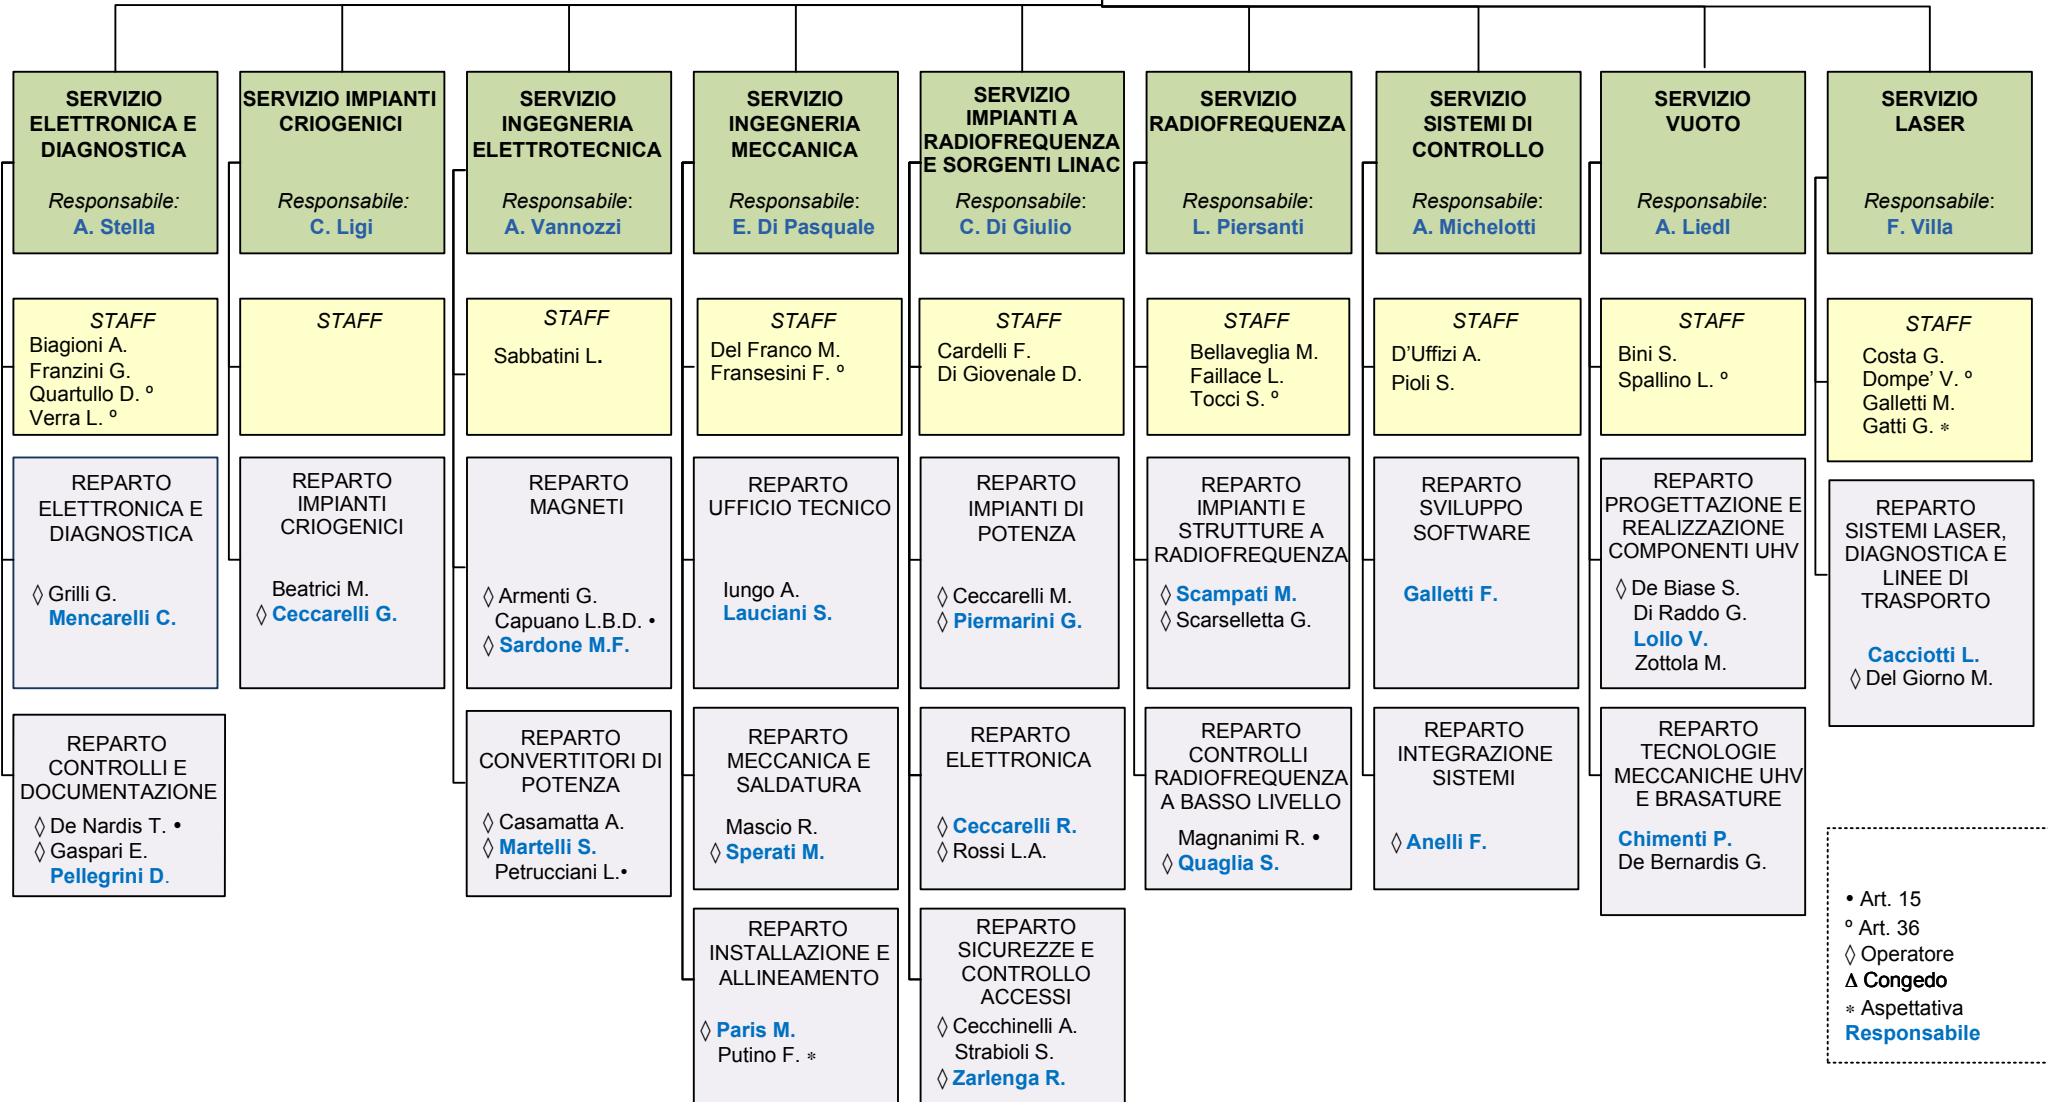 SERVIZIO
ELETTRONICA E
DIAGNOSTICA
Responsabile:
A. Stella
STAFF
Biagioni A.
Franzini G.
Quartullo D. º
Verra L. º
REPARTO
ELETTRONICA E
DIAGNOSTICA
◊ Grilli G.
Mencarelli C.
REPARTO
CONTROLLI E
DOCUMENTAZIONE
◊ De Nardis T. •
◊ Gaspari E.
Pellegrini D.
SERVIZIO IMPIANTI
CRIOGENICI
Responsabile:
C. Ligi
STAFF
REPARTO
IMPIANTI
CRIOGENICI
Beatrici M.
◊ Ceccarelli G.
SERVIZIO
INGEGNERIA
ELETTROTECNICA
Responsabile:
A. Vannozzi
STAFF
Sabbatini L.
REPARTO
MAGNETI
◊ Armenti G.
Capuano L.B.D. •
◊ Sardone M.F.
REPARTO
CONVERTITORI DI
POTENZA
◊ Casamatta A.
◊ Martelli S.
Petrucciani L.•
SERVIZIO
INGEGNERIA
MECCANICA
Responsabile:
E. Di Pasquale
STAFF
Del Franco M.
Fransesini F. º
REPARTO
UFFICIO TECNICO
Iungo A.
Lauciani S.
REPARTO
MECCANICA E
SALDATURA
Mascio R.
◊ Sperati M.
REPARTO
INSTALLAZIONE E
ALLINEAMENTO
◊ Paris M.
Putino F. *
SERVIZIO
IMPIANTI A
RADIOFREQUENZA
E SORGENTI LINAC
Responsabile:
C. Di Giulio
STAFF
Cardelli F.
Di Giovenale D.
REPARTO
IMPIANTI DI
POTENZA
◊ Ceccarelli M.
◊ Piermarini G.
REPARTO
ELETTRONICA
◊ Ceccarelli R.
◊ Rossi L.A.
REPARTO
SICUREZZE E
CONTROLLO
ACCESSI
◊ Cecchinelli A.
Strabioli S.
◊ Zarlenga R.
SERVIZIO
RADIOFREQUENZA
Responsabile:
L. Piersanti
STAFF
Bellaveglia M.
Faillace L.
Tocci S. º
REPARTO
IMPIANTI E
STRUTTURE A
RADIOFREQUENZA
◊ Scampati M.
◊ Scarselletta G.
REPARTO
CONTROLLI
RADIOFREQUENZA
A BASSO LIVELLO
Magnanimi R. •
◊ Quaglia S.
SERVIZIO
SISTEMI DI
CONTROLLO
Responsabile:
A. Michelotti
STAFF
D'Uffizi A.
Pioli S.
REPARTO
SVILUPPO
SOFTWARE
Galletti F.
REPARTO
INTEGRAZIONE
SISTEMI
◊ Anelli F.
SERVIZIO
VUOTO
Responsabile:
A. Liedl
STAFF
Bini S.
Spallino L. º
REPARTO
PROGETTAZIONE E
REALIZZAZIONE
COMPONENTI UHV
◊ De Biase S.
Di Raddo G.
Lollo V.
Zottola M.
REPARTO
TECNOLOGIE
MECCANICHE UHV
E BRASATURE
Chimenti P.
De Bernardis G.
SERVIZIO
LASER
Responsabile:
F. Villa
STAFF
Costa G.
Dompe' V. º
Galletti M.
Gatti G. *
REPARTO
SISTEMI LASER,
DIAGNOSTICA E
LINEE DI
TRASPORTO
Cacciotti L.
◊ Del Giorno M.
• Art. 15
º Art. 36
◊ Operatore
Δ Congedo
* Aspettativa
Responsabile